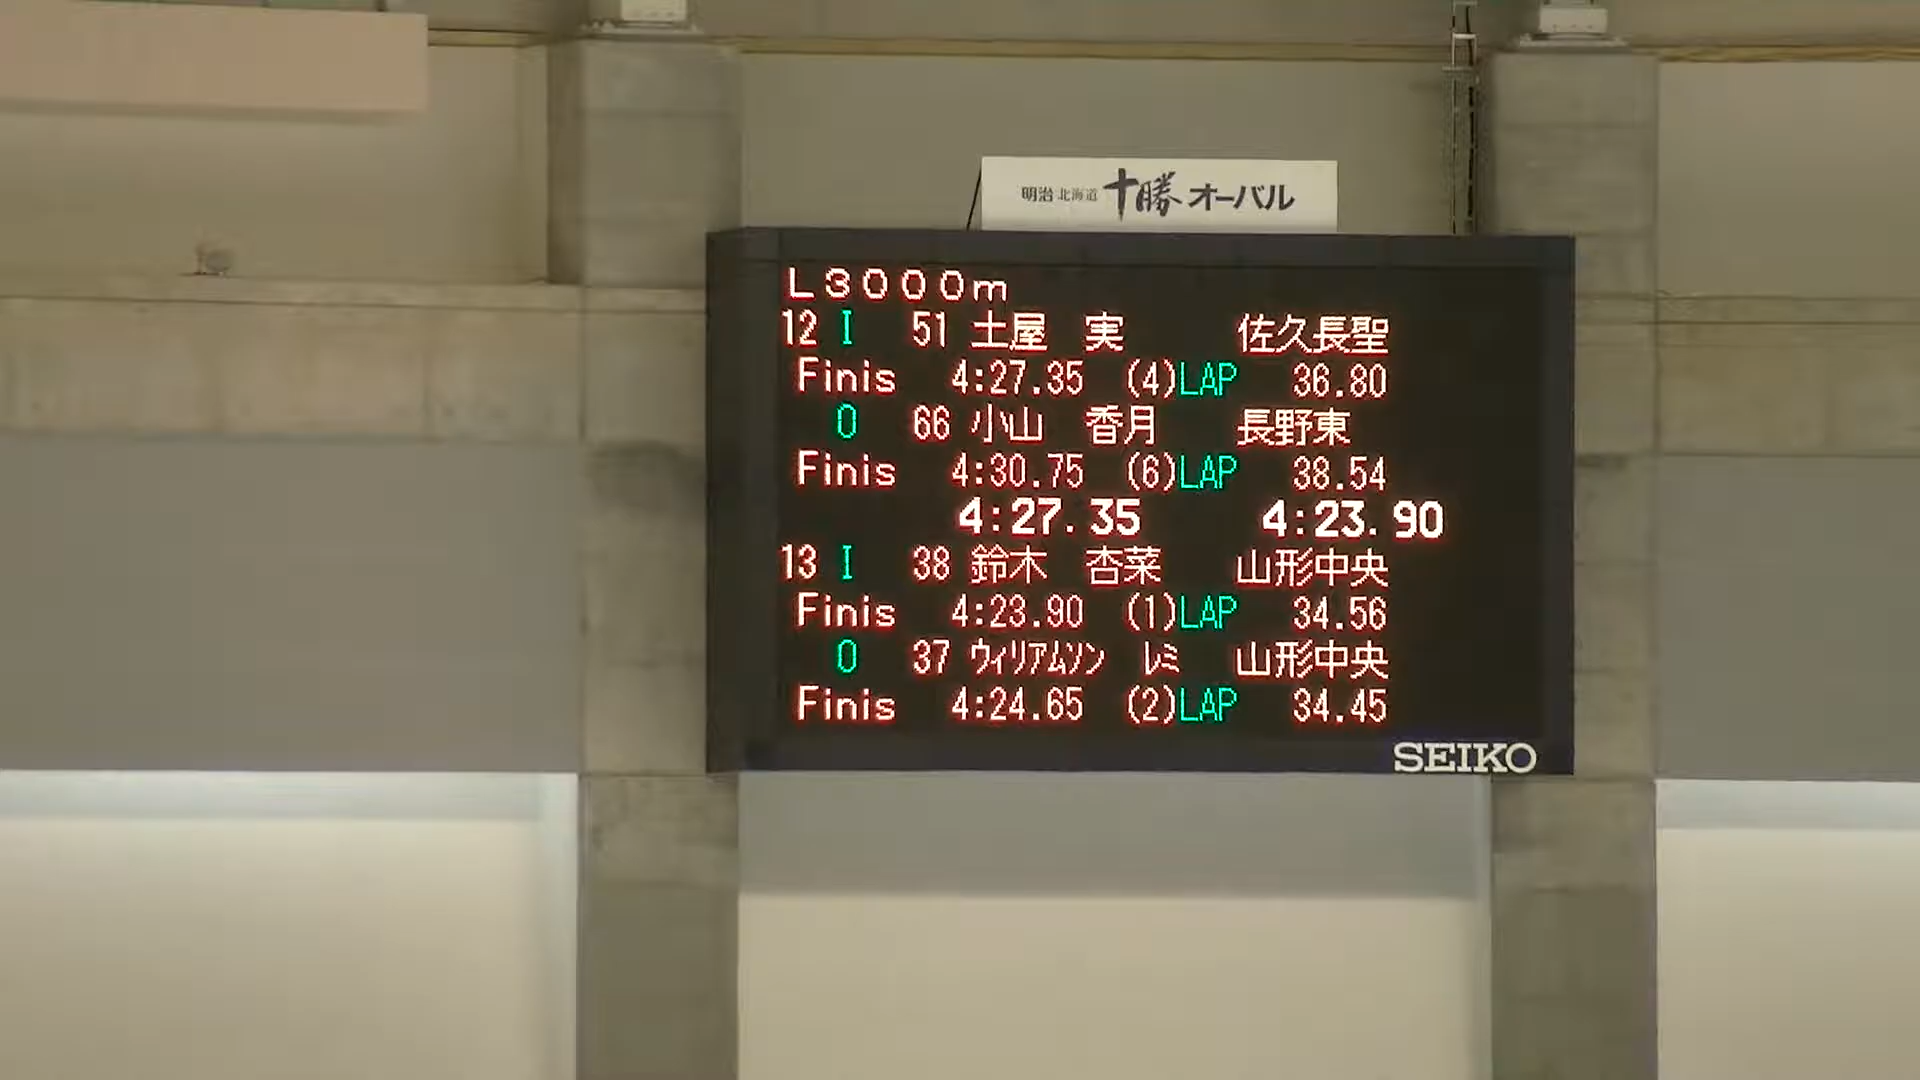 明治 北海道 十勝オーバル
L3000m
12 I 51 土屋 実 佐久長聖
Finis 4:27.35 (4)LAP 36.80
O 66 小山 香月 長野東
Finis 4:30.75 (6)LAP 38.54
4:27.35 4:23.90
13 I 38 鈴木 杏菜 山形中央
Finis 4:23.90 (1)LAP 34.56
O 37 ウィリアムソン レミ 山形中央
Finis 4:24.65 (2)LAP 34.45
SEIKO